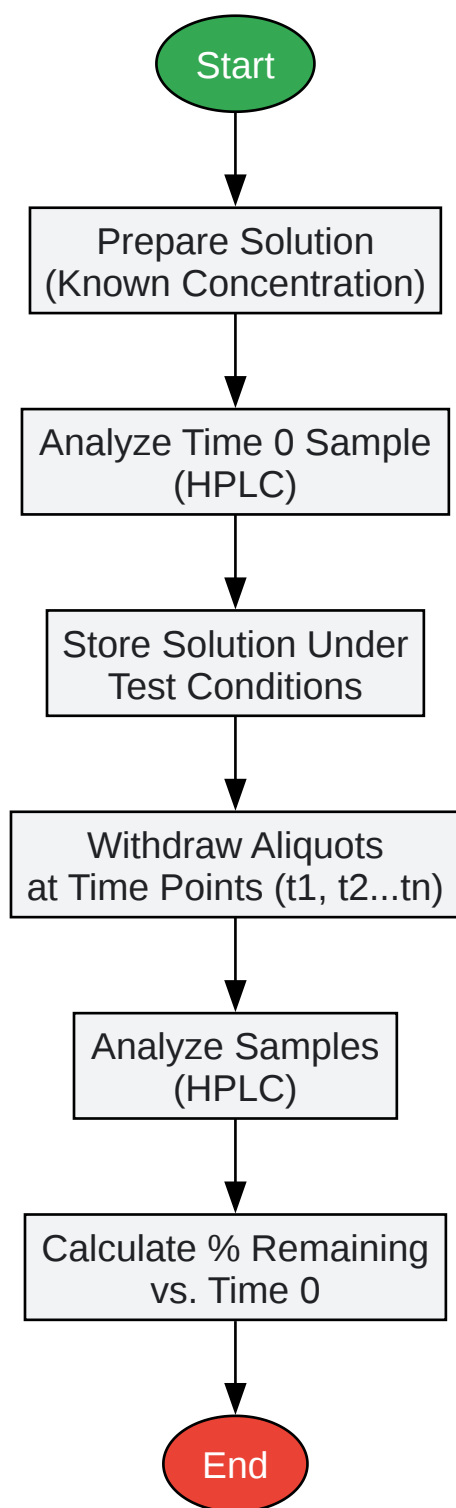 Start
Prepare Solution
(Known Concentration)
Analyze Time 0 Sample
(HPLC)
Store Solution Under
Test Conditions
Withdraw Aliquots
at Time Points (t1, t2...tn)
Analyze Samples
(HPLC)
Calculate % Remaining
vs. Time 0
End